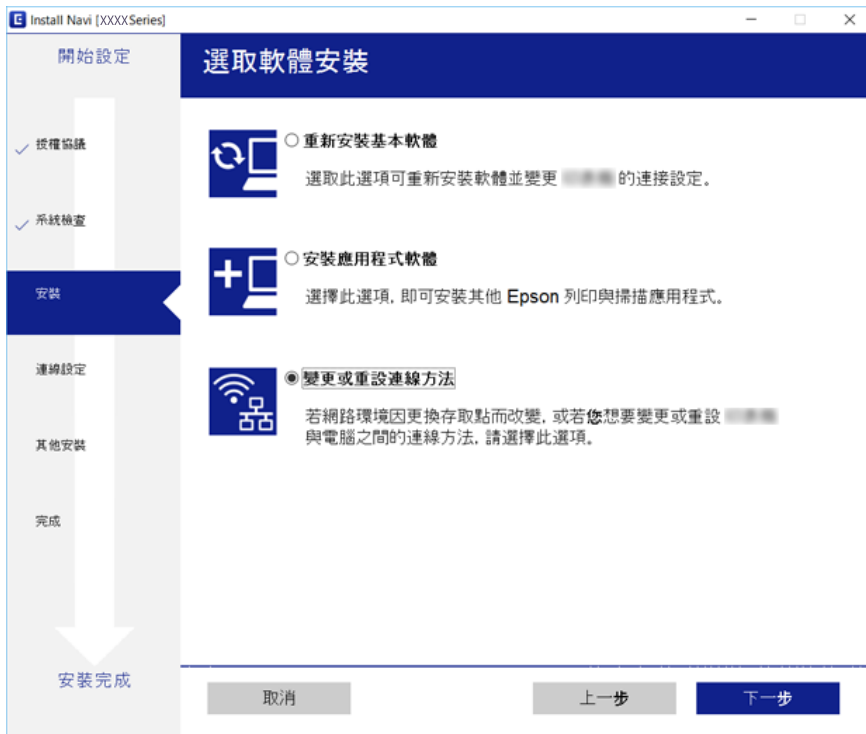 Install Navi [XXXX Series]
開始設定
選取軟體安裝
授權協議
系統檢查
安裝
連線設定
其他安裝
完成
安裝完成
重新安裝基本軟體
選取此選項可重新安裝軟體並變更 的連接設定。
安裝應用程式軟體
選擇此選項, 即可安裝其他 Epson 列印與掃描應用程式。
變更或重設連線方法
若網路環境因更換存取點而改變, 或若您想要變更或重設
與電腦之間的連線方法, 請選擇此選項。
取消
上一步
下一步